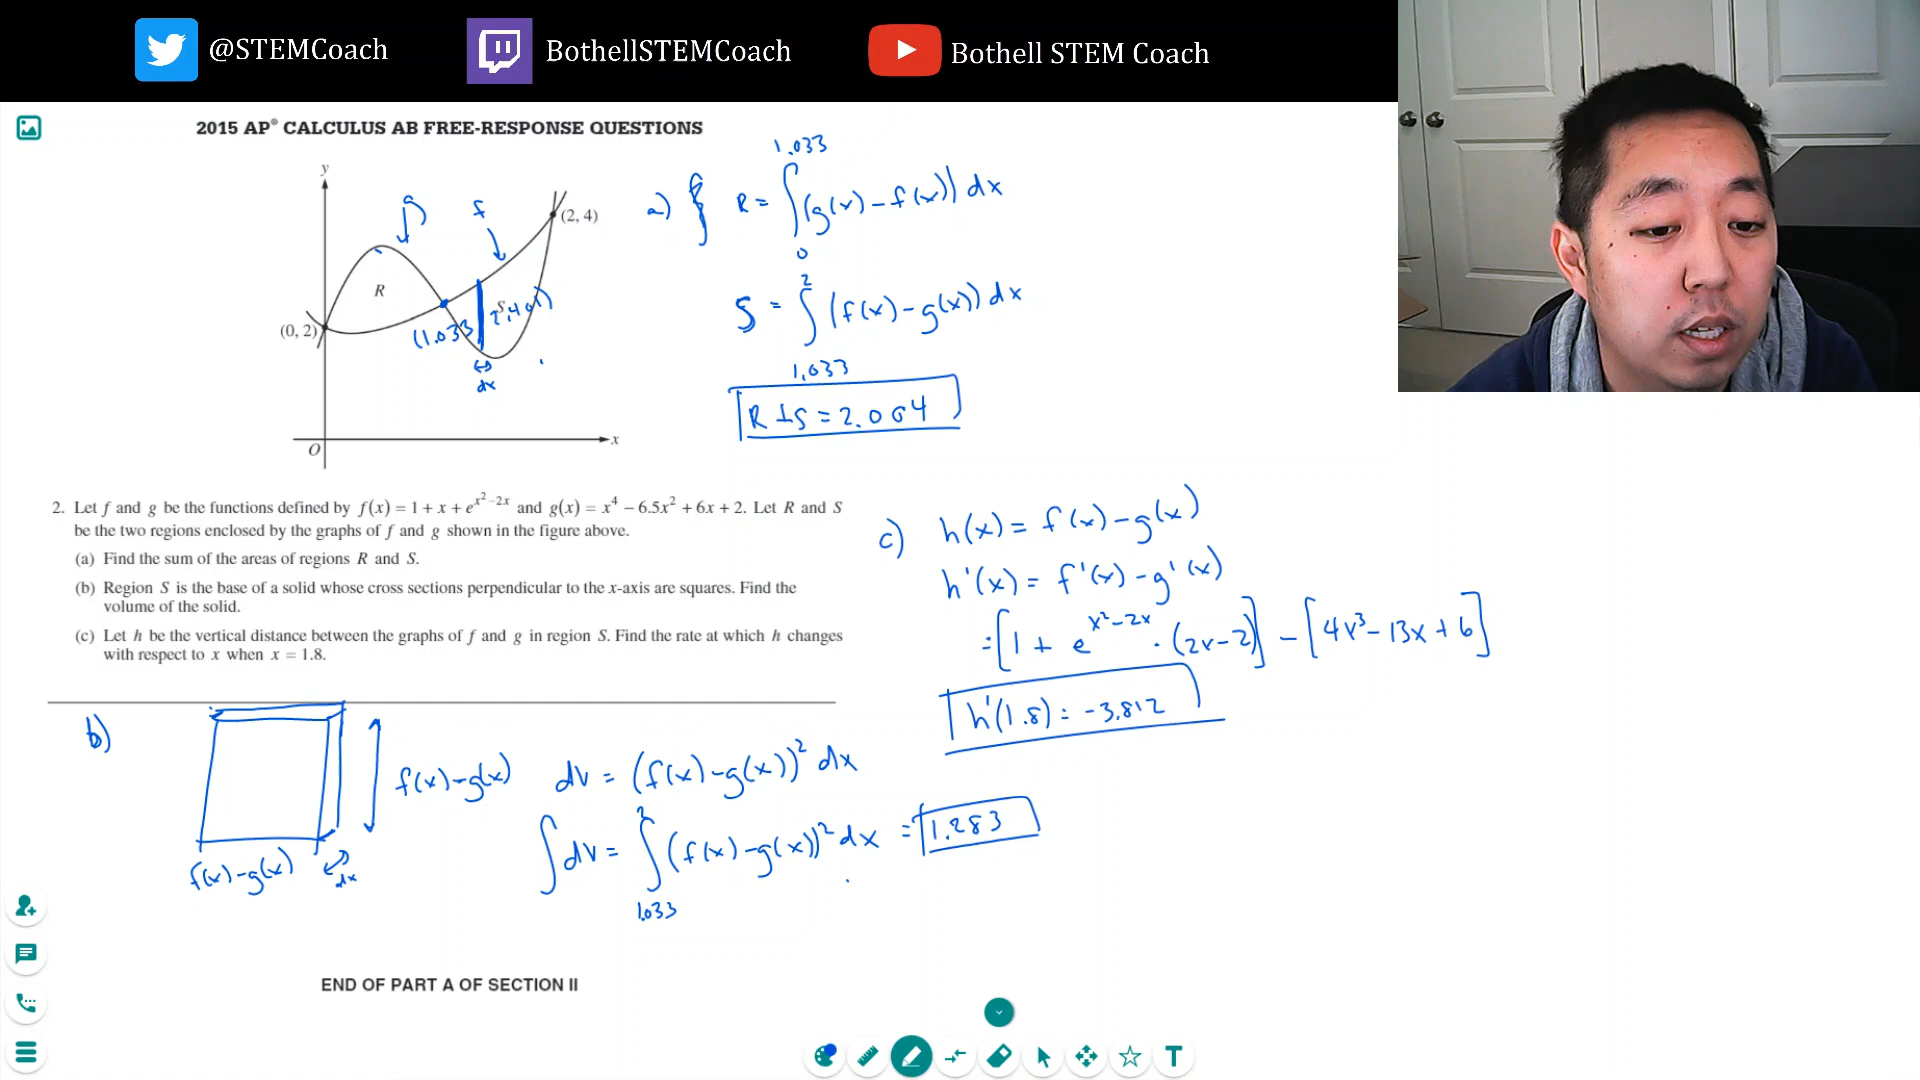 @STEMCoach
BothellSTEMCoach
Bothell STEM Coach
2015 AP® CALCULUS AB FREE-RESPONSE QUESTIONS
y
g
f
(2, 4)
R
S
(0, 2)
(1.033, 2.401)
dx
O
x
a) R = ∫₀^1.033 (g(x) - f(x)) dx
S = ∫_1.033^2 (f(x) - g(x)) dx
R + S = 2.004
2. Let f and g be the functions defined by f(x) = 1 + x + e^(x² - 2x) and g(x) = x⁴ - 6.5x² + 6x + 2. Let R and S
be the two regions enclosed by the graphs of f and g shown in the figure above.
(a) Find the sum of the areas of regions R and S.
(b) Region S is the base of a solid whose cross sections perpendicular to the x-axis are squares. Find the
volume of the solid.
(c) Let h be the vertical distance between the graphs of f and g in region S. Find the rate at which h changes
with respect to x when x = 1.8.
c) h(x) = f(x) - g(x)
h'(x) = f'(x) - g'(x)
= [1 + e^(x² - 2x) · (2x - 2)] - [4x³ - 13x + 6]
h'(1.8) = -3.812
b)
f(x) - g(x)
f(x) - g(x)
dx
dv = (f(x) - g(x))² dx
∫dv = ∫_1.033^2 (f(x) - g(x))² dx = 1.283
END OF PART A OF SECTION II
T